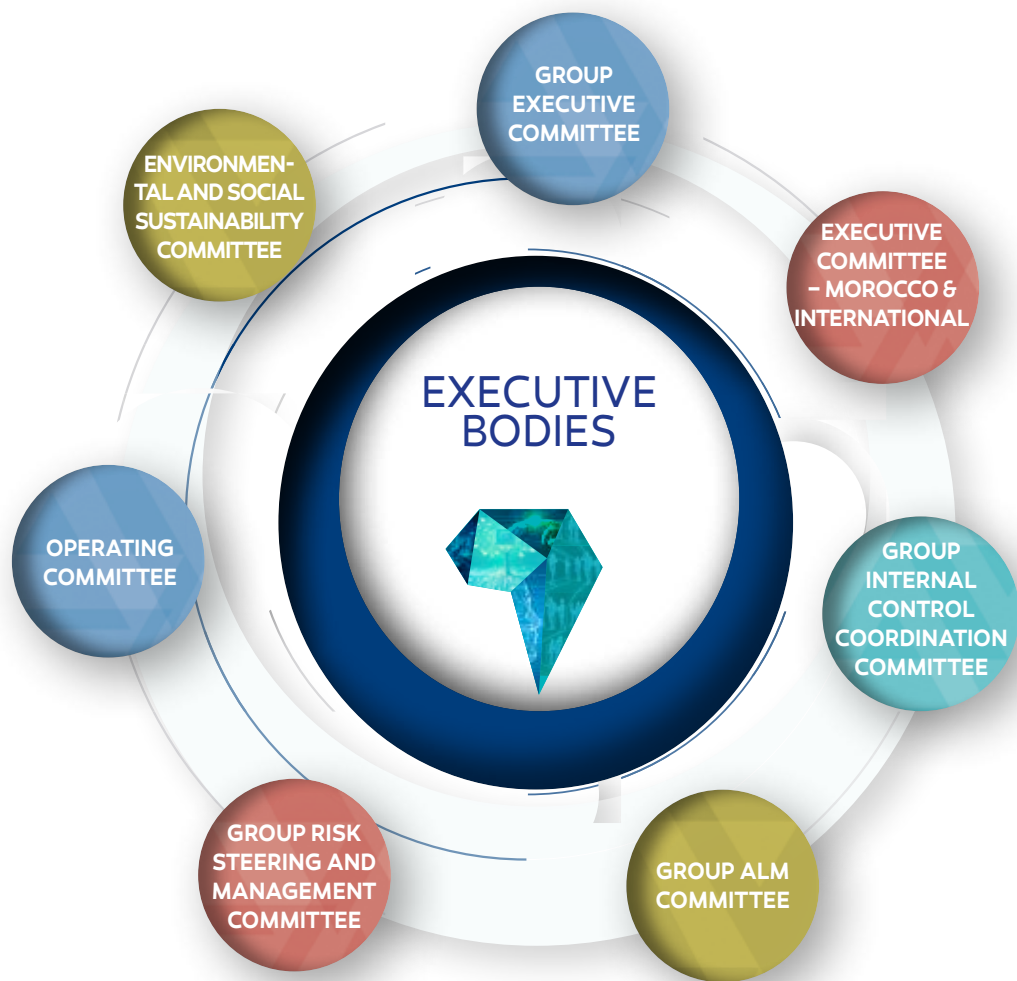 GROUP
EXECUTIVE
COMMITTEE
ENVIRONMEN-
TAL AND SOCIAL
SUSTAINABILITY
COMMITTEE
EXECUTIVE
COMMITTEE
– MOROCCO &
INTERNATIONAL
EXECUTIVE
BODIES
OPERATING
COMMITTEE
GROUP
INTERNAL
CONTROL
COORDINATION
COMMITTEE
GROUP RISK
STEERING AND
MANAGEMENT
COMMITTEE
GROUP ALM
COMMITTEE